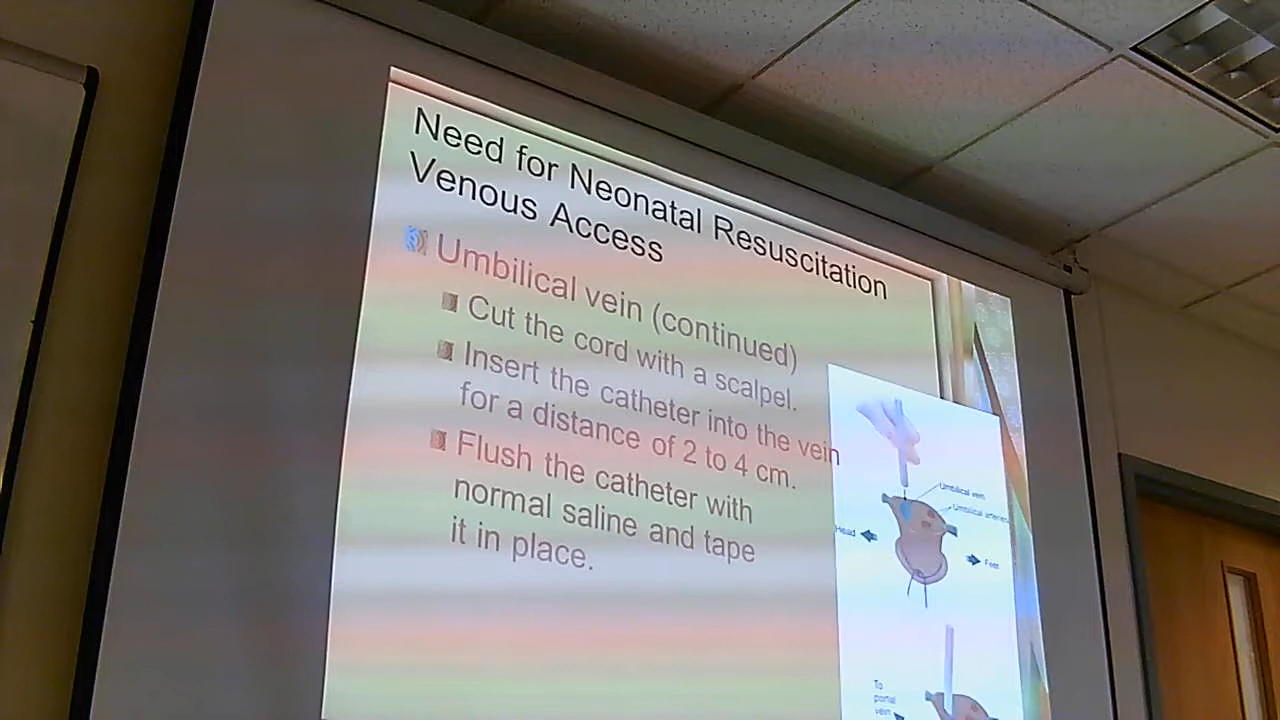 Need for Neonatal Resuscitation
Venous Access
Umbilical vein (continued)
Cut the cord with a scalpel.
Insert the catheter into the vein
for a distance of 2 to 4 cm.
Flush the catheter with
normal saline and tape
it in place.
Umbilical vein
Umbilical arteries
Head
Feet
To
portal
vein